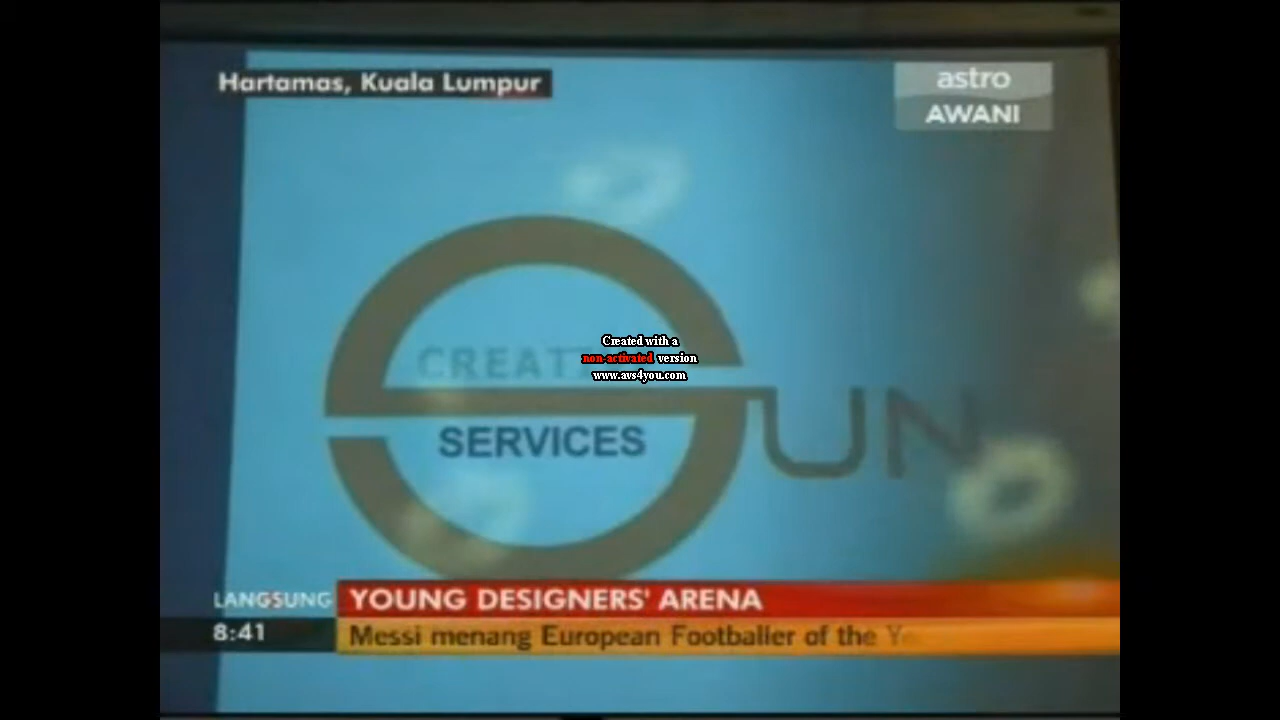 Hartamas, Kuala Lumpur
astro
AWANI
Created with a
non-activated version
www.avs4you.com
SERVICES
SUN
LANGSUNG
YOUNG DESIGNERS' ARENA
8:41
Messi menang European Footballer of the